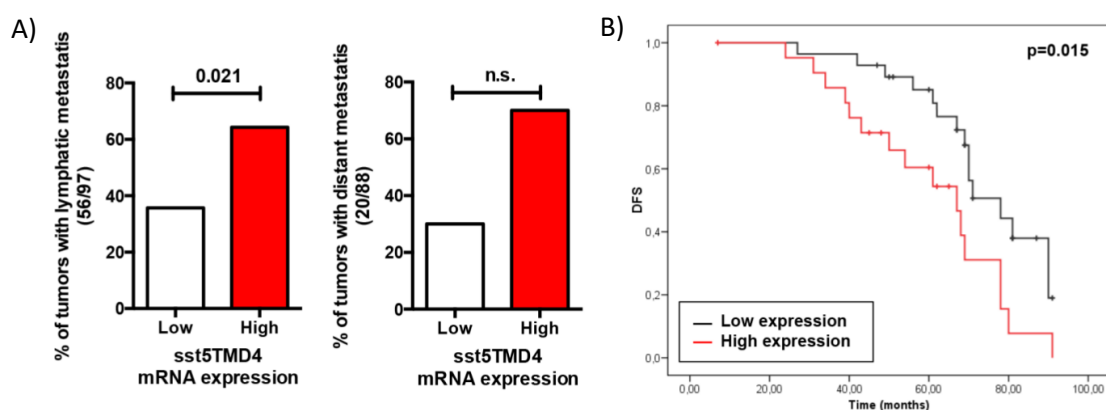 A)
% of tumors with lymphatic metastatis
(56/97)
80
60
40
20
0
0.021
Low
High
sst5TMD4
mRNA expression
% of tumors with distant metastatis
(20/88)
80
60
40
20
0
n.s.
Low
High
sst5TMD4
mRNA expression
B)
p=0.015
DFS
1,0
0,8
0,6
0,4
0,2
0,0
Low expression
High expression
0,00 20,00 40,00 60,00 80,00 100,00
Time (months)